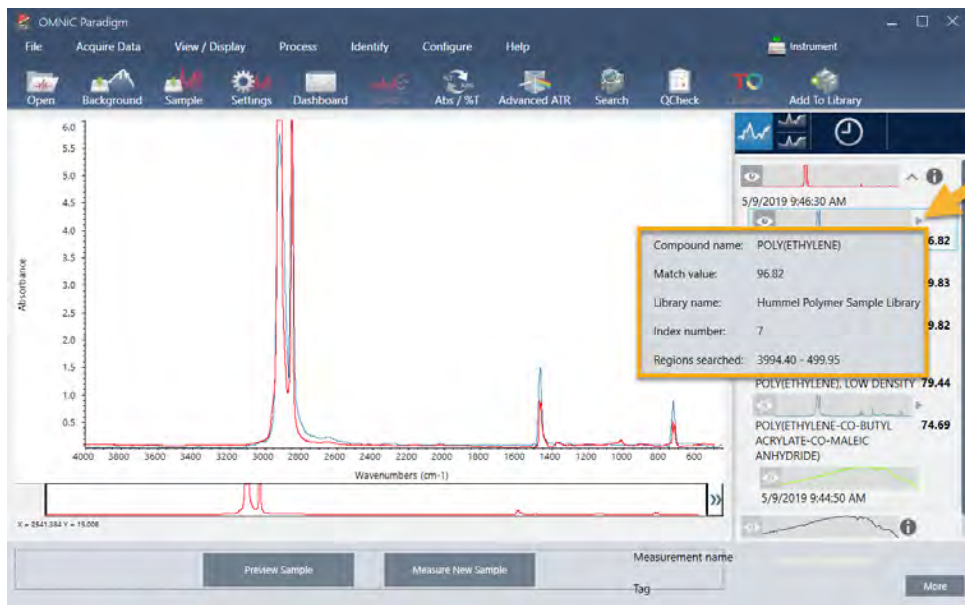 OMNIC Paradigm
File Acquire Data View / Display Process Identify Configure Help Instrument
Open Background Sample Settings Dashboard Abs / %T Advanced ATR Search QCheck Add To Library
5/9/2019 9:46:30 AM
6.82
Compound name: POLY(ETHYLENE)
Match value: 96.82
9.83
Library name: Hummel Polymer Sample Library
Index number: 7
9.82
Regions searched: 3994.40 - 499.95
POLY(ETHYLENE), LOW DENSITY 79.44
POLY(ETHYLENE-CO-BUTYL 74.69
ACRYLATE-CO-MALEIC
ANHYDRIDE)
5/9/2019 9:44:50 AM
Absorbance
6.0
5.5
5.0
4.5
4.0
3.5
3.0
2.5
2.0
1.5
1.0
0.5
4000 3800 3600 3400 3200 3000 2800 2600 2400 2200 2000 1800 1600 1400 1200 1000 800 600
Wavenumbers (cm-1)
Preview Sample Measure New Sample
Measurement name
Tag
More